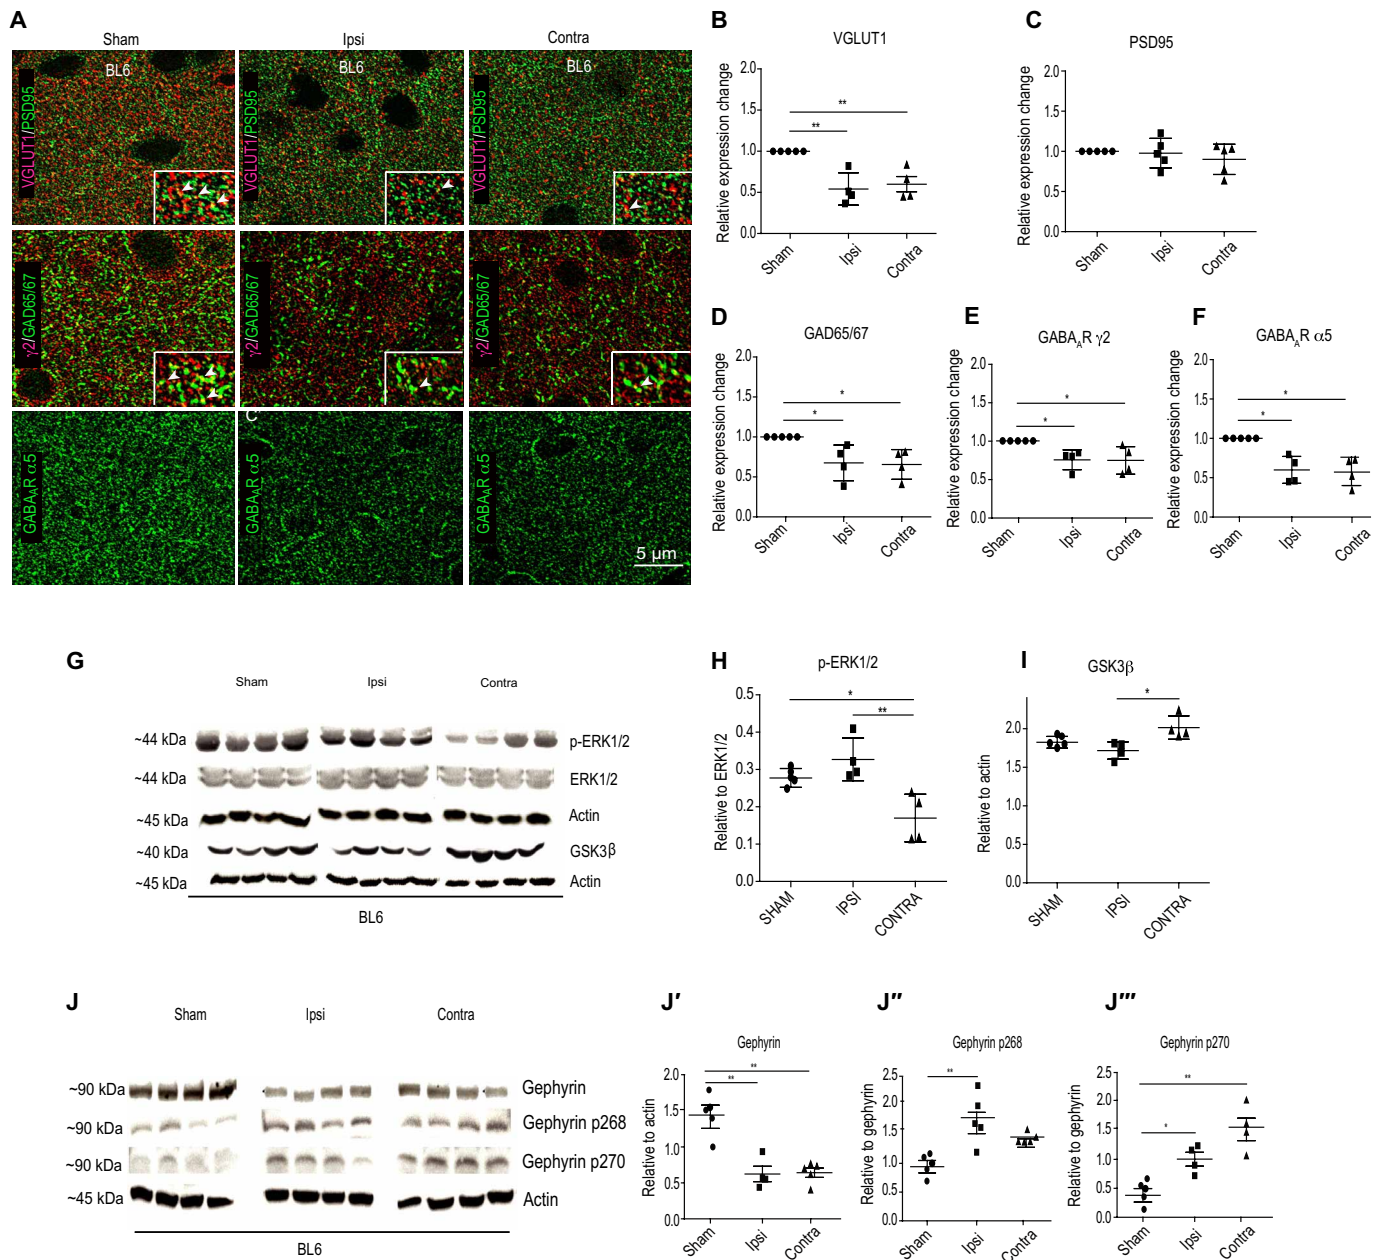 A
Sham
Ipsi
Contra
BL6
BL6
BL6
VGLUT1/PSD95
VGLUT1/PSD95
VGLUT1/PSD95
γ2/GAD65/67
γ2/GAD65/67
γ2/GAD65/67
C
GABAAR α5
GABAAR α5
GABAAR α5
5 µm
B
VGLUT1
Relative expression change
2.0
1.5
1.0
0.5
0.0
**
**
Sham
Ipsi
Contra
C
PSD95
Relative expression change
2.0
1.5
1.0
0.5
0.0
Sham
Ipsi
Contra
D
GAD65/67
Relative expression change
2.0
1.5
1.0
0.5
0.0
*
*
Sham
Ipsi
Contra
E
GABAAR γ2
Relative expression change
2.0
1.5
1.0
0.5
0.0
*
*
Sham
Ipsi
Contra
F
GABAAR α5
Relative expression change
2.0
1.5
1.0
0.5
0.0
*
*
Sham
Ipsi
Contra
G
Sham
Ipsi
Contra
~44 kDa
p-ERK1/2
~44 kDa
ERK1/2
~45 kDa
Actin
~40 kDa
GSK3β
~45 kDa
Actin
BL6
H
p-ERK1/2
Relative to ERK1/2
0.5
0.4
0.3
0.2
0.1
0.0
*
**
SHAM
IPSI
CONTRA
I
GSK3β
Relative to actin
2.0
1.5
1.0
0.5
0.0
*
SHAM
IPSI
CONTRA
J
Sham
Ipsi
Contra
~90 kDa
Gephyrin
~90 kDa
Gephyrin p268
~90 kDa
Gephyrin p270
~45 kDa
Actin
BL6
J′
Gephyrin
Relative to actin
2.0
1.5
1.0
0.5
0.0
**
**
Sham
Ipsi
Contra
J″
Gephyrin p268
Relative to gephyrin
2.5
2.0
1.5
1.0
0.5
0.0
**
Sham
Ipsi
Contra
J‴
Gephyrin p270
Relative to gephyrin
2.5
2.0
1.5
1.0
0.5
0.0
**
*
Sham
Ipsi
Contra